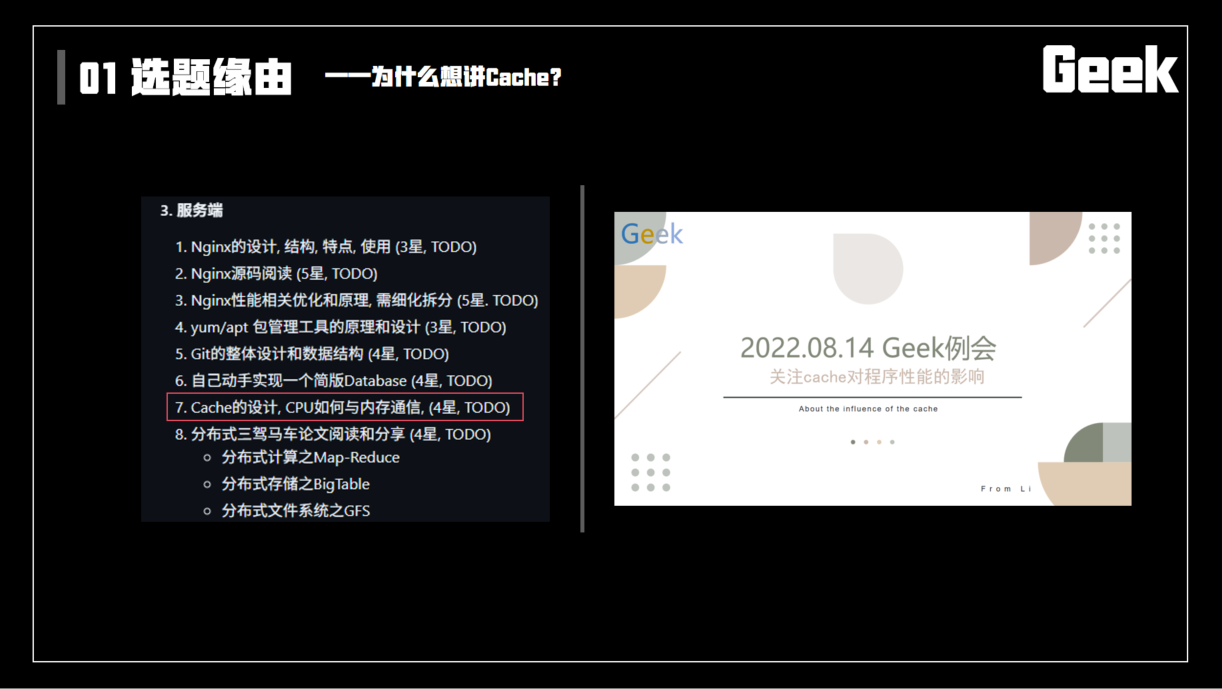 01 选题缘由 ——为什么想讲Cache?
Geek
3. 服务端
1. Nginx的设计, 结构, 特点, 使用 (3星, TODO)
2. Nginx源码阅读 (5星, TODO)
3. Nginx性能相关优化和原理, 需细化拆分 (5星. TODO)
4. yum/apt 包管理工具的原理和设计 (3星, TODO)
5. Git的整体设计和数据结构 (4星, TODO)
6. 自己动手实现一个简版Database (4星, TODO)
7. Cache的设计, CPU如何与内存通信, (4星, TODO)
8. 分布式三驾马车论文阅读和分享 (4星, TODO)
分布式计算之Map-Reduce
分布式存储之BigTable
分布式文件系统之GFS
Geek
2022.08.14 Geek例会
关注cache对程序性能的影响
About the influence of the cache
From Li